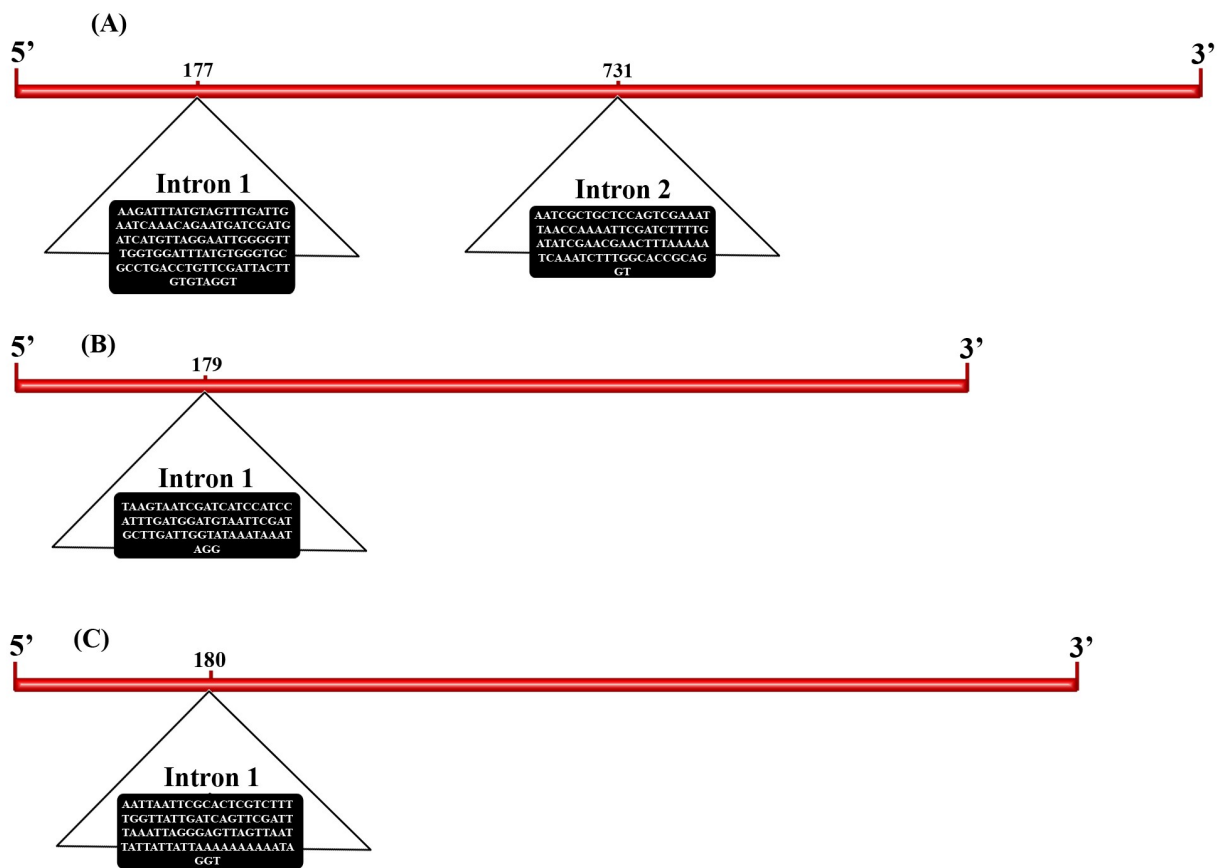 (A)
5’
3’
177
731
Intron 1
AAGATTTATGTAGTTTGATTG
AATCAAACAGAATGATCGATG
ATCATGTTAGGAATTGGGGTT
TGGTGGATTTATGTGGGTGC
GCCTGACCTGTTCGATTACTT
GTGTAGGT
Intron 2
AATCGCTGCTCCAGTCGAAAT
TAACCAAAATTCGATCTTTTG
ATATCGAACGAACTTTAAAAA
TCAAATCTTTGGCACCGCAG
GT
(B)
5’
3’
179
Intron 1
TAAGTAATCGATCATCCATCC
ATTTGATGGATGTAATTCGAT
GCTTGATTGGTATAAATAAAT
AGG
(C)
5’
3’
180
Intron 1
AATTAATTCGCACTCGTCTTT
TGGTTATTGATCAGTTCGATT
TAAATTAGGGAGTTAGTTAAT
TATTATTATTAAAAAAAAAATA
GGT